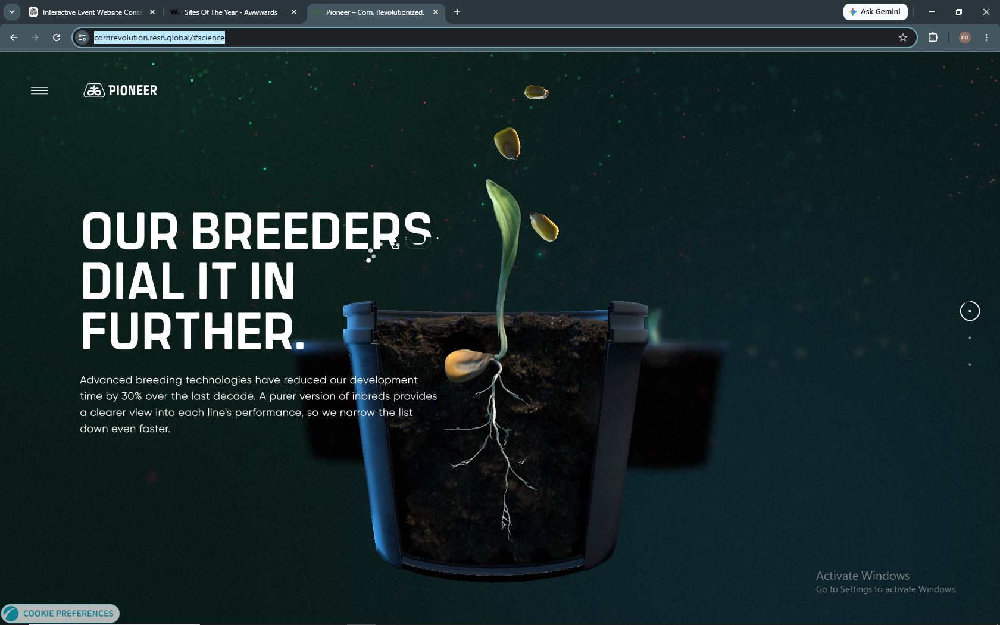 Interactive Event Website Conc
W. Sites Of The Year - Awwwards
Pioneer – Corn. Revolutionized.
Ask Gemini
cornrevolution.resn.global/#science
no
PIONEER
OUR BREEDERS
DIAL IT IN
FURTHER.
Advanced breeding technologies have reduced our development
time by 30% over the last decade. A purer version of inbreds provides
a clearer view into each line's performance, so we narrow the list
down even faster.
Activate Windows
Go to Settings to activate Windows.
COOKIE PREFERENCES